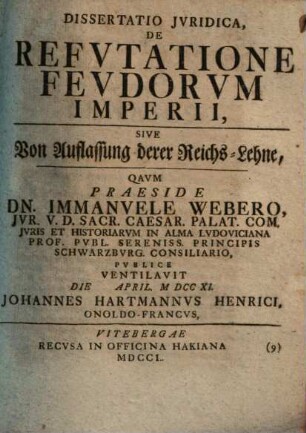 DISSERTATIO JVRIDICA,
DE
REFVTATIONE
FEVDORVM
IMPERII,
SIVE
Von Auflassung derer Reichs-Lehne,
QAVM
PRAESIDE
DN. IMMANVELE WEBERO,
JVR. V. D. SACR. CAESAR. PALAT. COM.
JVRIS ET HISTORIARVM IN ALMA LVDOVICIANA
PROF. PVBL. SERENISS. PRINCIPIS
SCHWARZBVRG. CONSILIARIO,
PVBLICE
VENTILAVIT
DIE APRIL. M DCC XI.
JOHANNES HARTMANNVS HENRICI,
ONOLDO-FRANCVS,
VITEBERGAE
RECVSA IN OFFICINA HAKIANA (9)
MDCCL.